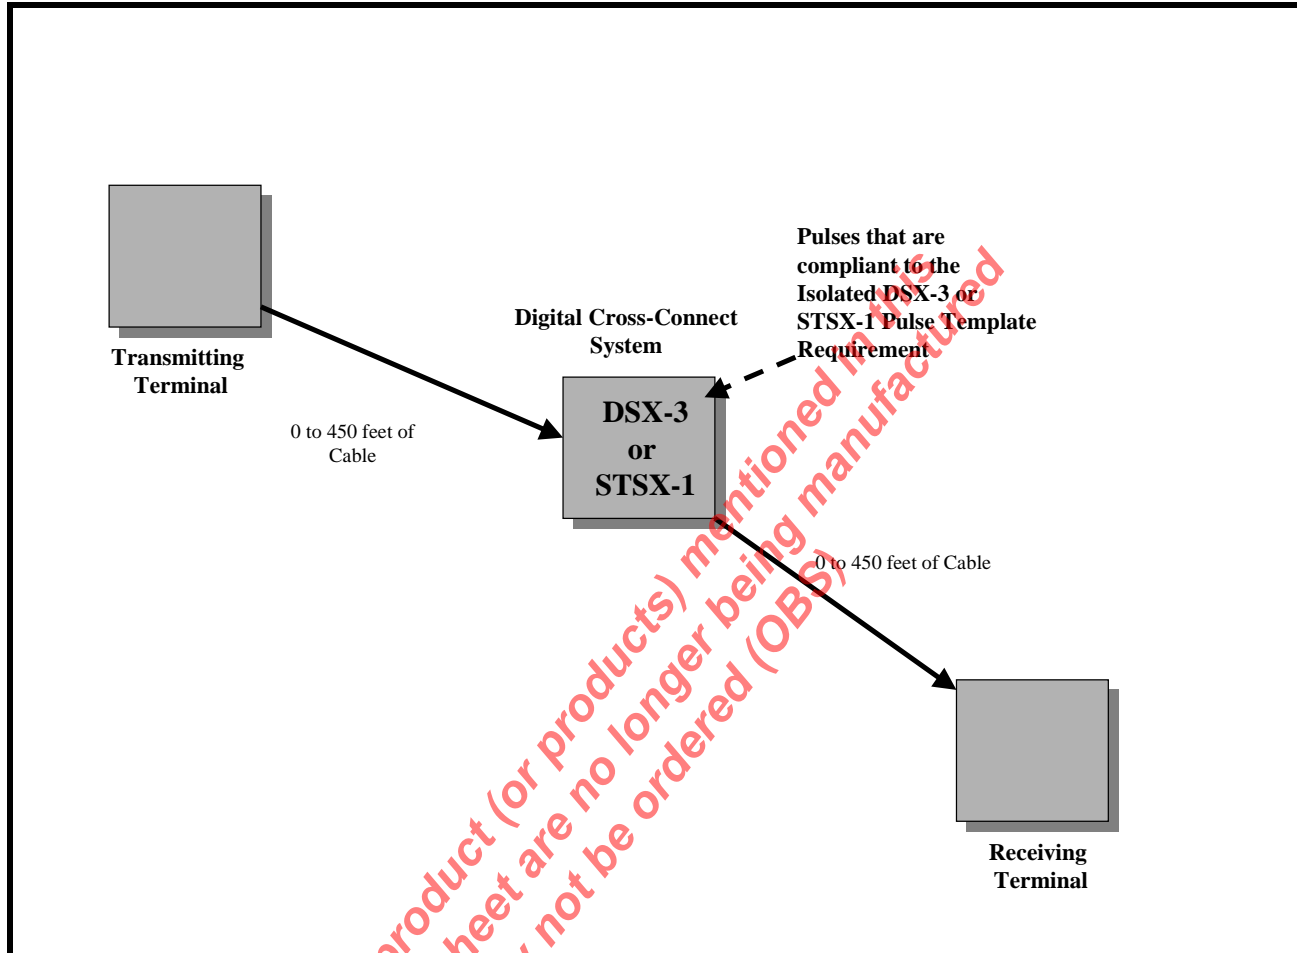 Pulses that are
compliant to the
Isolated DSX-3 or
STSX-1 Pulse Template
Requirement
Digital Cross-Connect
System
Transmitting
Terminal
DSX-3
or
STSX-1
0 to 450 feet of
Cable
0 to 450 feet of Cable
Receiving
Terminal
product (or products) mentioned in this
heet are no longer being manufactured
not be ordered (OBS)